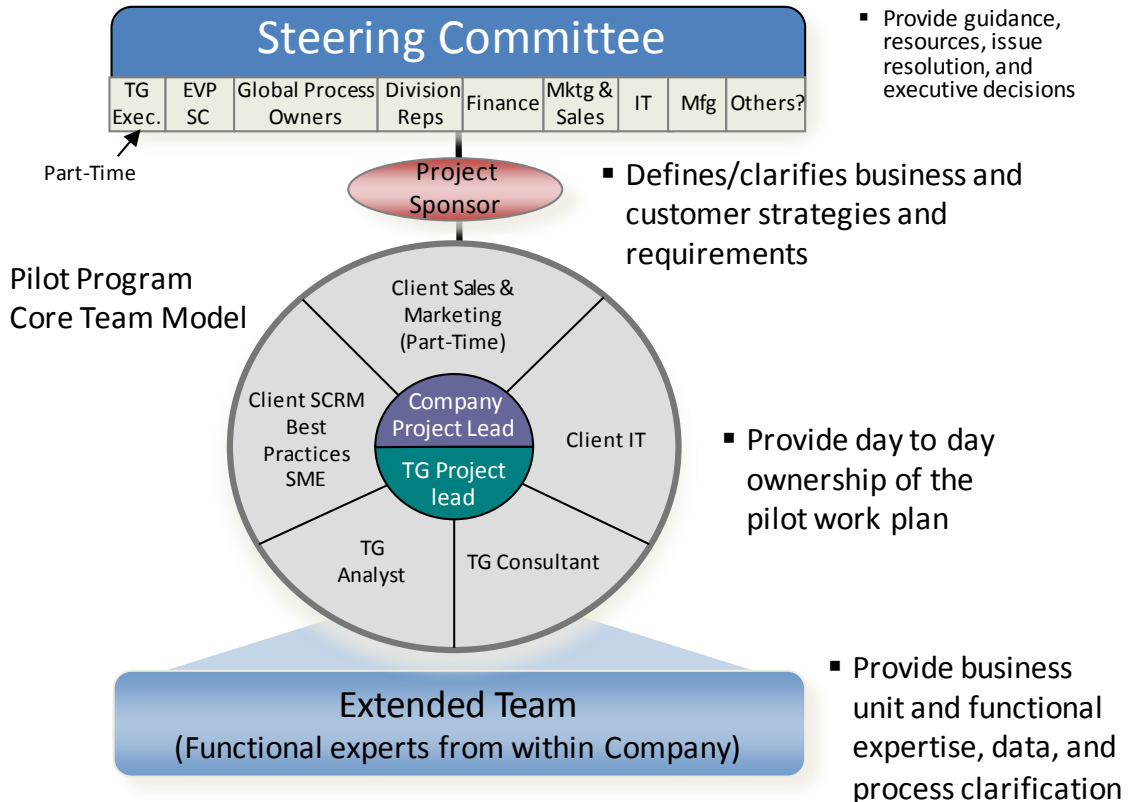 Steering Committee
▪ Provide guidance,
resources, issue
resolution, and
executive decisions
TG
Exec.
EVP
SC
Global Process
Owners
Division
Reps
Finance
Mktg &
Sales
IT
Mfg
Others?
Part-Time
Project
Sponsor
▪ Defines/clarifies business and
customer strategies and
requirements
Pilot Program
Core Team Model
Client Sales &
Marketing
(Part-Time)
Client SCRM
Best
Practices
SME
Company
Project Lead
TG Project
lead
Client IT
TG
Analyst
TG Consultant
▪ Provide day to day
ownership of the
pilot work plan
Extended Team
(Functional experts from within Company)
▪ Provide business
unit and functional
expertise, data, and
process clarification